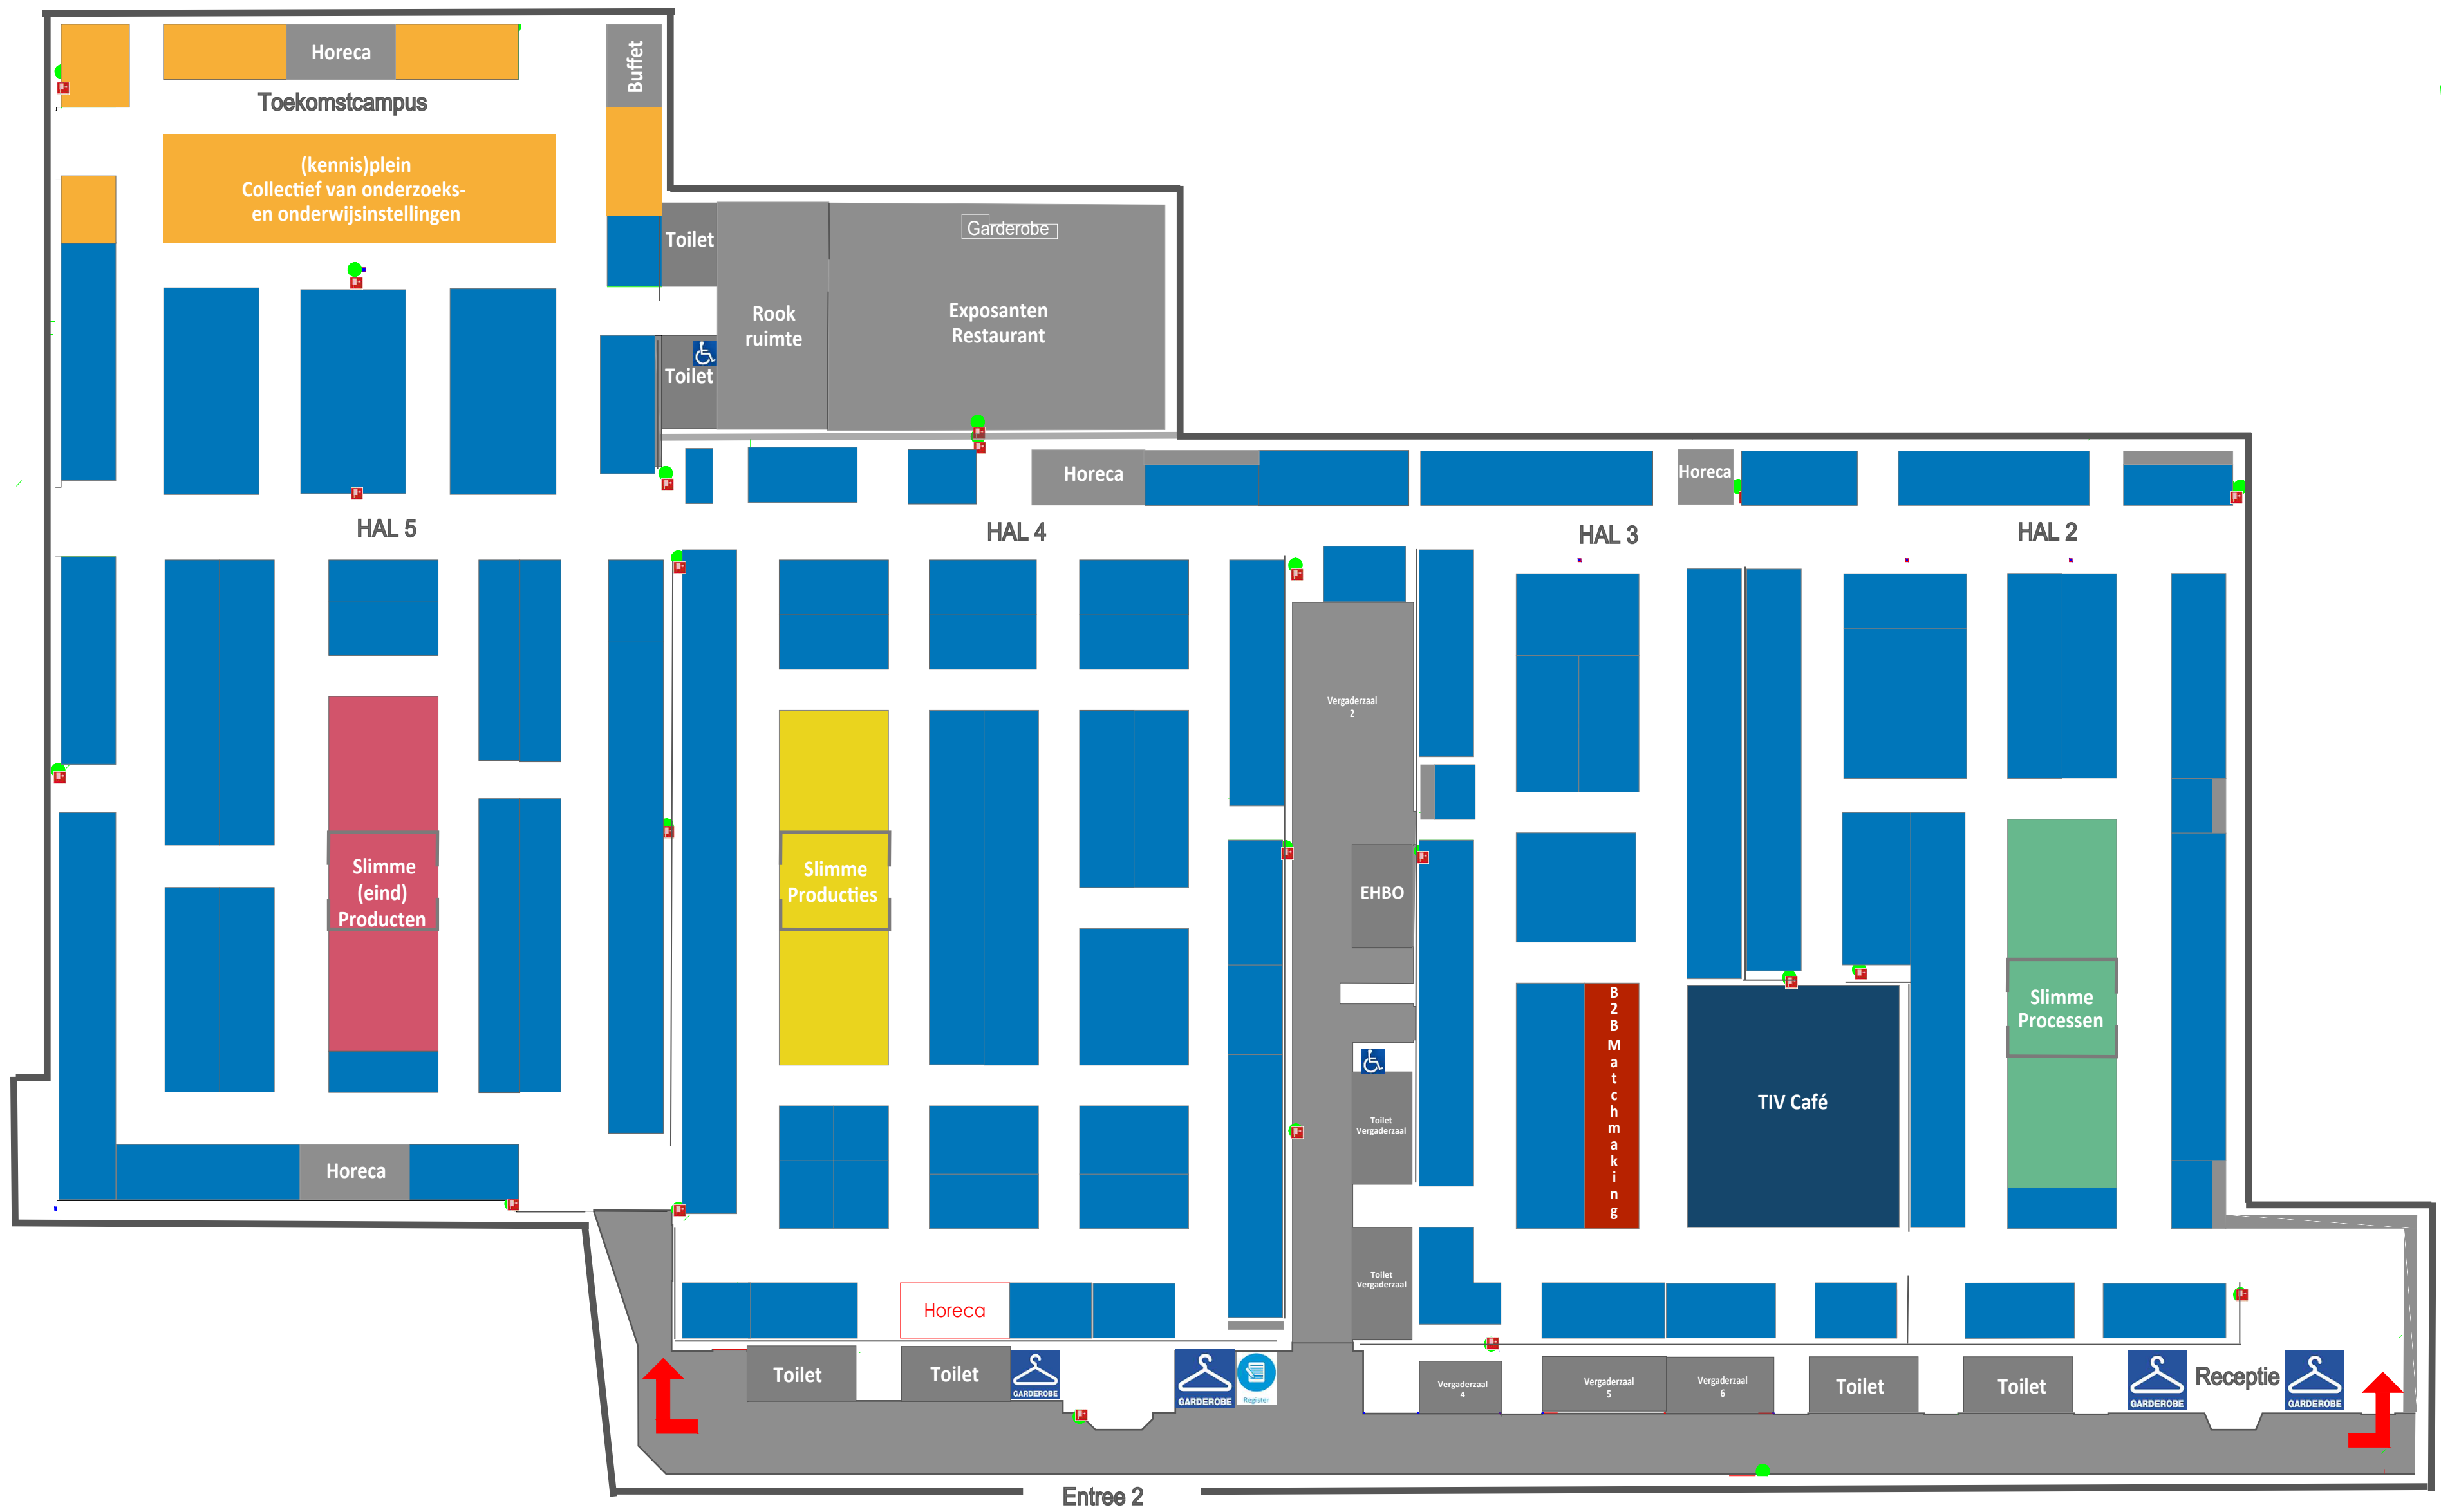 Horeca
Buffet
Toekomstcampus
(kennis)plein
Collectief van onderzoeks-
en onderwijsinstellingen
Toilet
Garderobe
Rook
ruimte
Exposanten
Restaurant
Toilet
Horeca
Horeca
HAL 5
HAL 4
HAL 3
HAL 2
Vergaderzaal
2
Slimme
(eind)
Producten
Slimme
Producties
EHBO
B2B Matchmaking
Slimme
Processen
TIV Café
Toilet
Vergaderzaal
Horeca
Toilet
Vergaderzaal
Horeca
Toilet
Toilet
GARDEROBE
GARDEROBE
Register
Vergaderzaal
4
Vergaderzaal
5
Vergaderzaal
6
Toilet
Toilet
GARDEROBE
Receptie
GARDEROBE
Entree 2